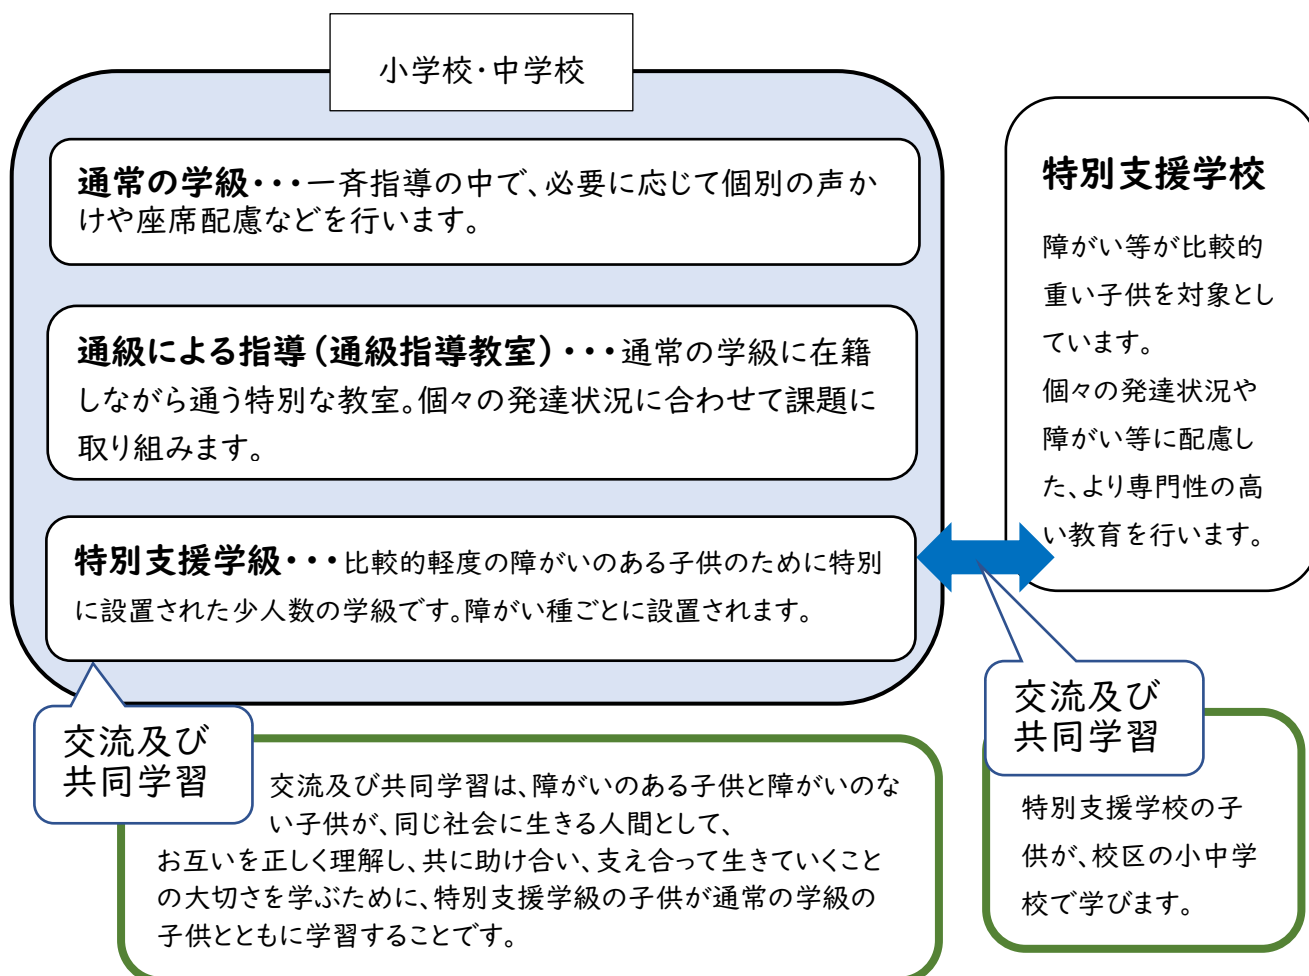 小学校・中学校
通常の学級・・・一斉指導の中で、必要に応じて個別の声か
けや座席配慮などを行います。
通級による指導（通級指導教室）・・・通常の学級に在籍
しながら通う特別な教室。個々の発達状況に合わせて課題に
取り組みます。
特別支援学級・・・比較的軽度の障がいのある子供のために特別
に設置された少人数の学級です。障がい種ごとに設置されます。
特別支援学校
障がい等が比較的
重い子供を対象とし
ています。
個々の発達状況や
障がい等に配慮し
た、より専門性の高
い教育を行います。
交流及び
共同学習
交流及び共同学習は、障がいのある子供と障がいのな
い子供が、同じ社会に生きる人間として、
お互いを正しく理解し、共に助け合い、支え合って生きていくこと
の大切さを学ぶために、特別支援学級の子供が通常の学級の
子供とともに学習することです。
交流及び
共同学習
特別支援学校の子
供が、校区の小中学
校で学びます。